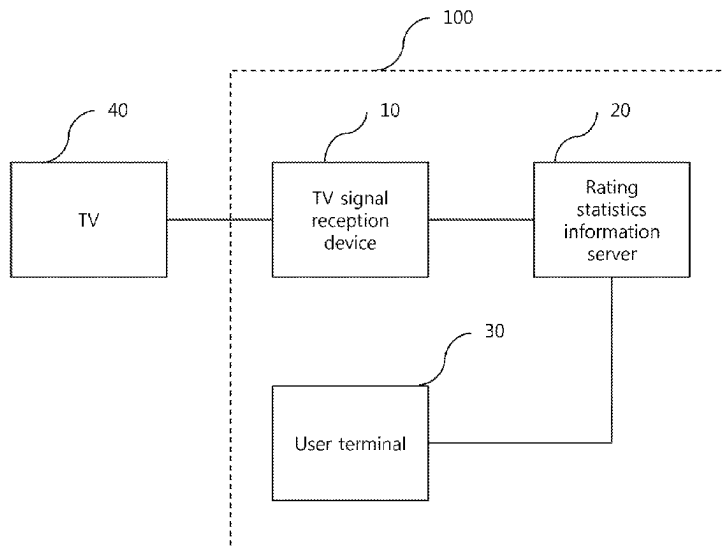 100
40
10
20
TV
TV signal
reception
device
Rating
statistics
information
server
30
User terminal